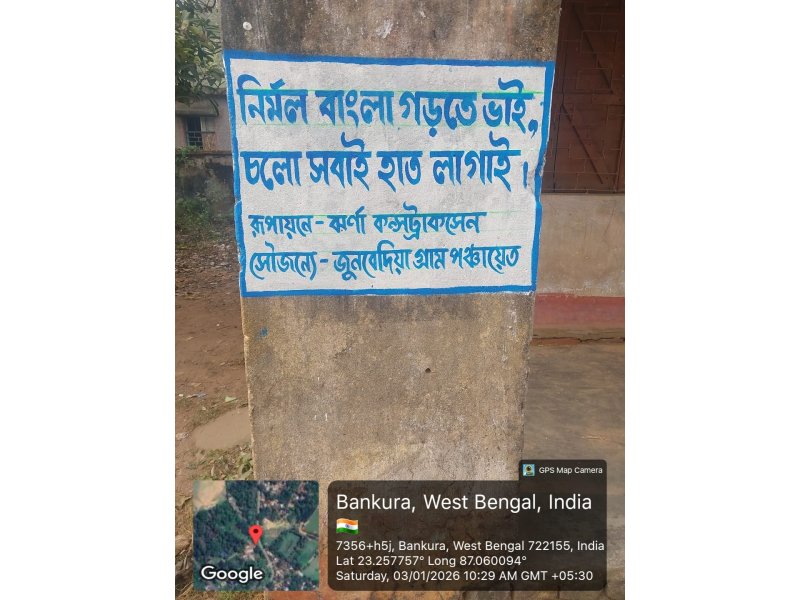 নির্মল বাংলা গড়তে ভাই,
চলো সবাই হাত লাগাই।
রূপায়নে - ঝর্ণা কন্সট্রাকসেন
সৌজন্যে - জুনবেদিয়া গ্রাম পঞ্চায়েত
GPS Map Camera
Bankura, West Bengal, India
7356+h5j, Bankura, West Bengal 722155, India
Lat 23.257757° Long 87.060094°
Saturday, 03/01/2026 10:29 AM GMT +05:30
Google